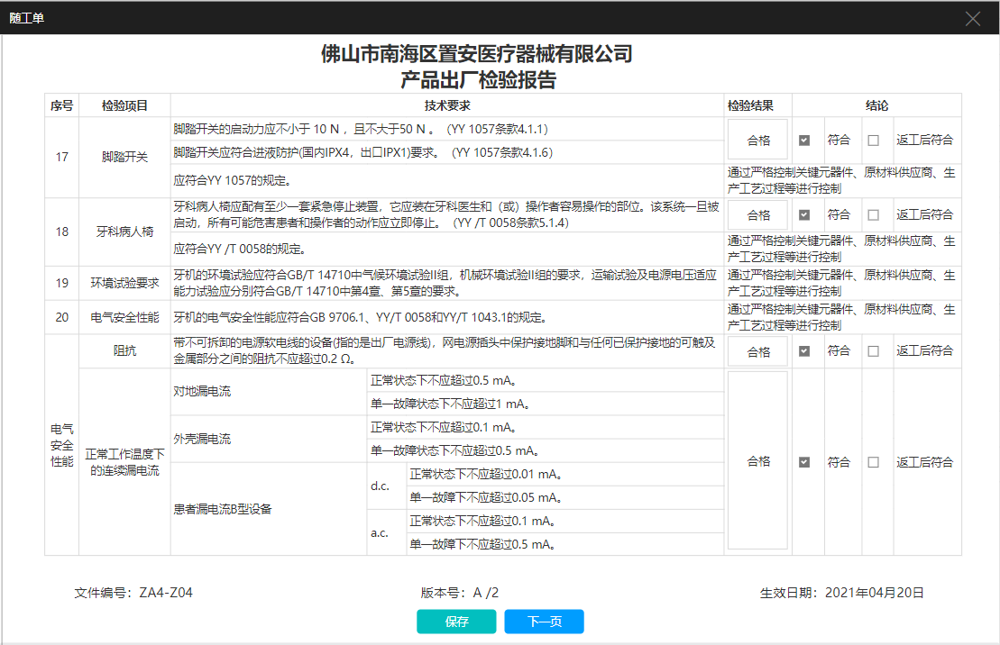 随工单
佛山市南海区置安医疗器械有限公司
产品出厂检验报告
序号 检验项目 技术要求 检验结果 结论
17 脚踏开关
脚踏开关的启动力应不小于 10 N ，且不大于50 N 。（YY 1057条款4.1.1）
脚踏开关应符合进液防护(国内IPX4，出口IPX1)要求。（YY 1057条款4.1.6）
合格 符合 返工后符合
应符合YY 1057的规定。
通过严格控制关键元器件、原材料供应商、生
产工艺过程等进行控制
18 牙科病人椅
牙科病人椅应配有至少一套紧急停止装置，它应装在牙科医生和（或）操作者容易操作的部位。该系统一旦被
启动，所有可能危害患者和操作者的动作应立即停止。（YY /T 0058条款5.1.4）
合格 符合 返工后符合
应符合YY /T 0058的规定。
通过严格控制关键元器件、原材料供应商、生
产工艺过程等进行控制
19 环境试验要求
牙机的环境试验应符合GB/T 14710中气候环境试验II组，机械环境试验II组的要求，运输试验及电源电压适应
能力试验应分别符合GB/T 14710中第4章、第5章的要求。
通过严格控制关键元器件、原材料供应商、生
产工艺过程等进行控制
20 电气安全性能 牙机的电气安全性能应符合GB 9706.1、YY/T 0058和YY/T 1043.1的规定。
通过严格控制关键元器件、原材料供应商、生
产工艺过程等进行控制
电气
安全
性能
阻抗
带不可拆卸的电源软电线的设备(指的是出厂电源线)，网电源插头中保护接地脚和与任何已保护接地的可触及
金属部分之间的阻抗不应超过0.2 Ω。
合格 符合 返工后符合
正常工作温度下
的连续漏电流
对地漏电流
正常状态下不应超过0.5 mA。
单一故障状态下不应超过1 mA。
外壳漏电流
正常状态下不应超过0.1 mA。
单一故障状态下不应超过0.5 mA。
患者漏电流B型设备
d.c.
正常状态下不应超过0.01 mA。
单一故障下不应超过0.05 mA。
a.c.
正常状态下不应超过0.1 mA。
单一故障下不应超过0.5 mA。
合格 符合 返工后符合
文件编号：ZA4-Z04 版本号：A /2 生效日期：2021年04月20日
保存 下一页